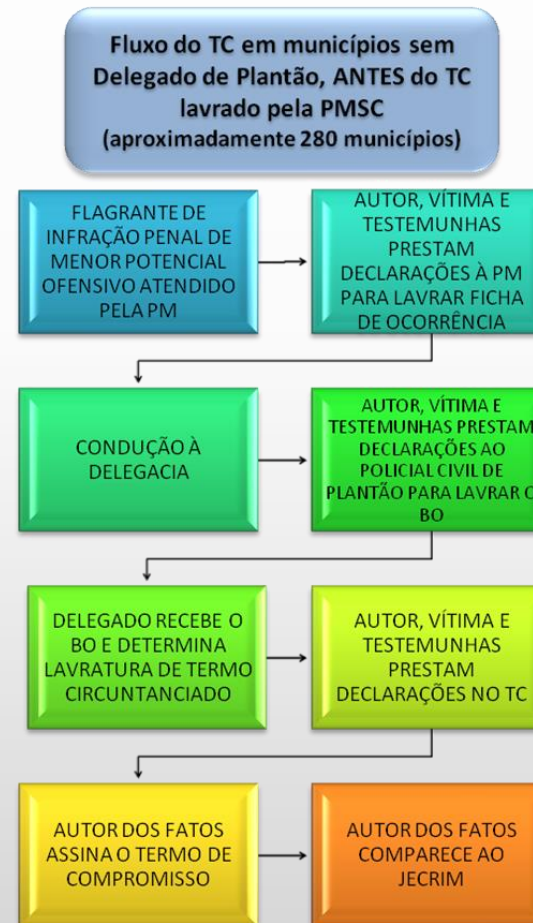 Fluxo do TC em municípios sem
Delegado de Plantão, ANTES do TC
lavrado pela PMSC
(aproximadamente 280 municípios)
FLAGRANTE DE
INFRAÇÃO PENAL DE
MENOR POTENCIAL
OFENSIVO ATENDIDO
PELA PM
AUTOR, VÍTIMA E
TESTEMUNHAS
PRESTAM
DECLARAÇÕES À PM
PARA LAVRAR FICHA
DE OCORRÊNCIA
CONDUÇÃO À
DELEGACIA
AUTOR, VÍTIMA E
TESTEMUNHAS PRESTAM
DECLARAÇÕES AO
POLICIAL CIVIL DE
PLANTÃO PARA LAVRAR O
BO
DELEGADO RECEBE O
BO E DETERMINA
LAVRATURA DE TERMO
CIRCUNTANCIADO
AUTOR, VÍTIMA E
TESTEMUNHAS
PRESTAM
DECLARAÇÕES NO TC
AUTOR DOS FATOS
ASSINA O TERMO DE
COMPROMISSO
AUTOR DOS FATOS
COMPARECE AO
JECRIM